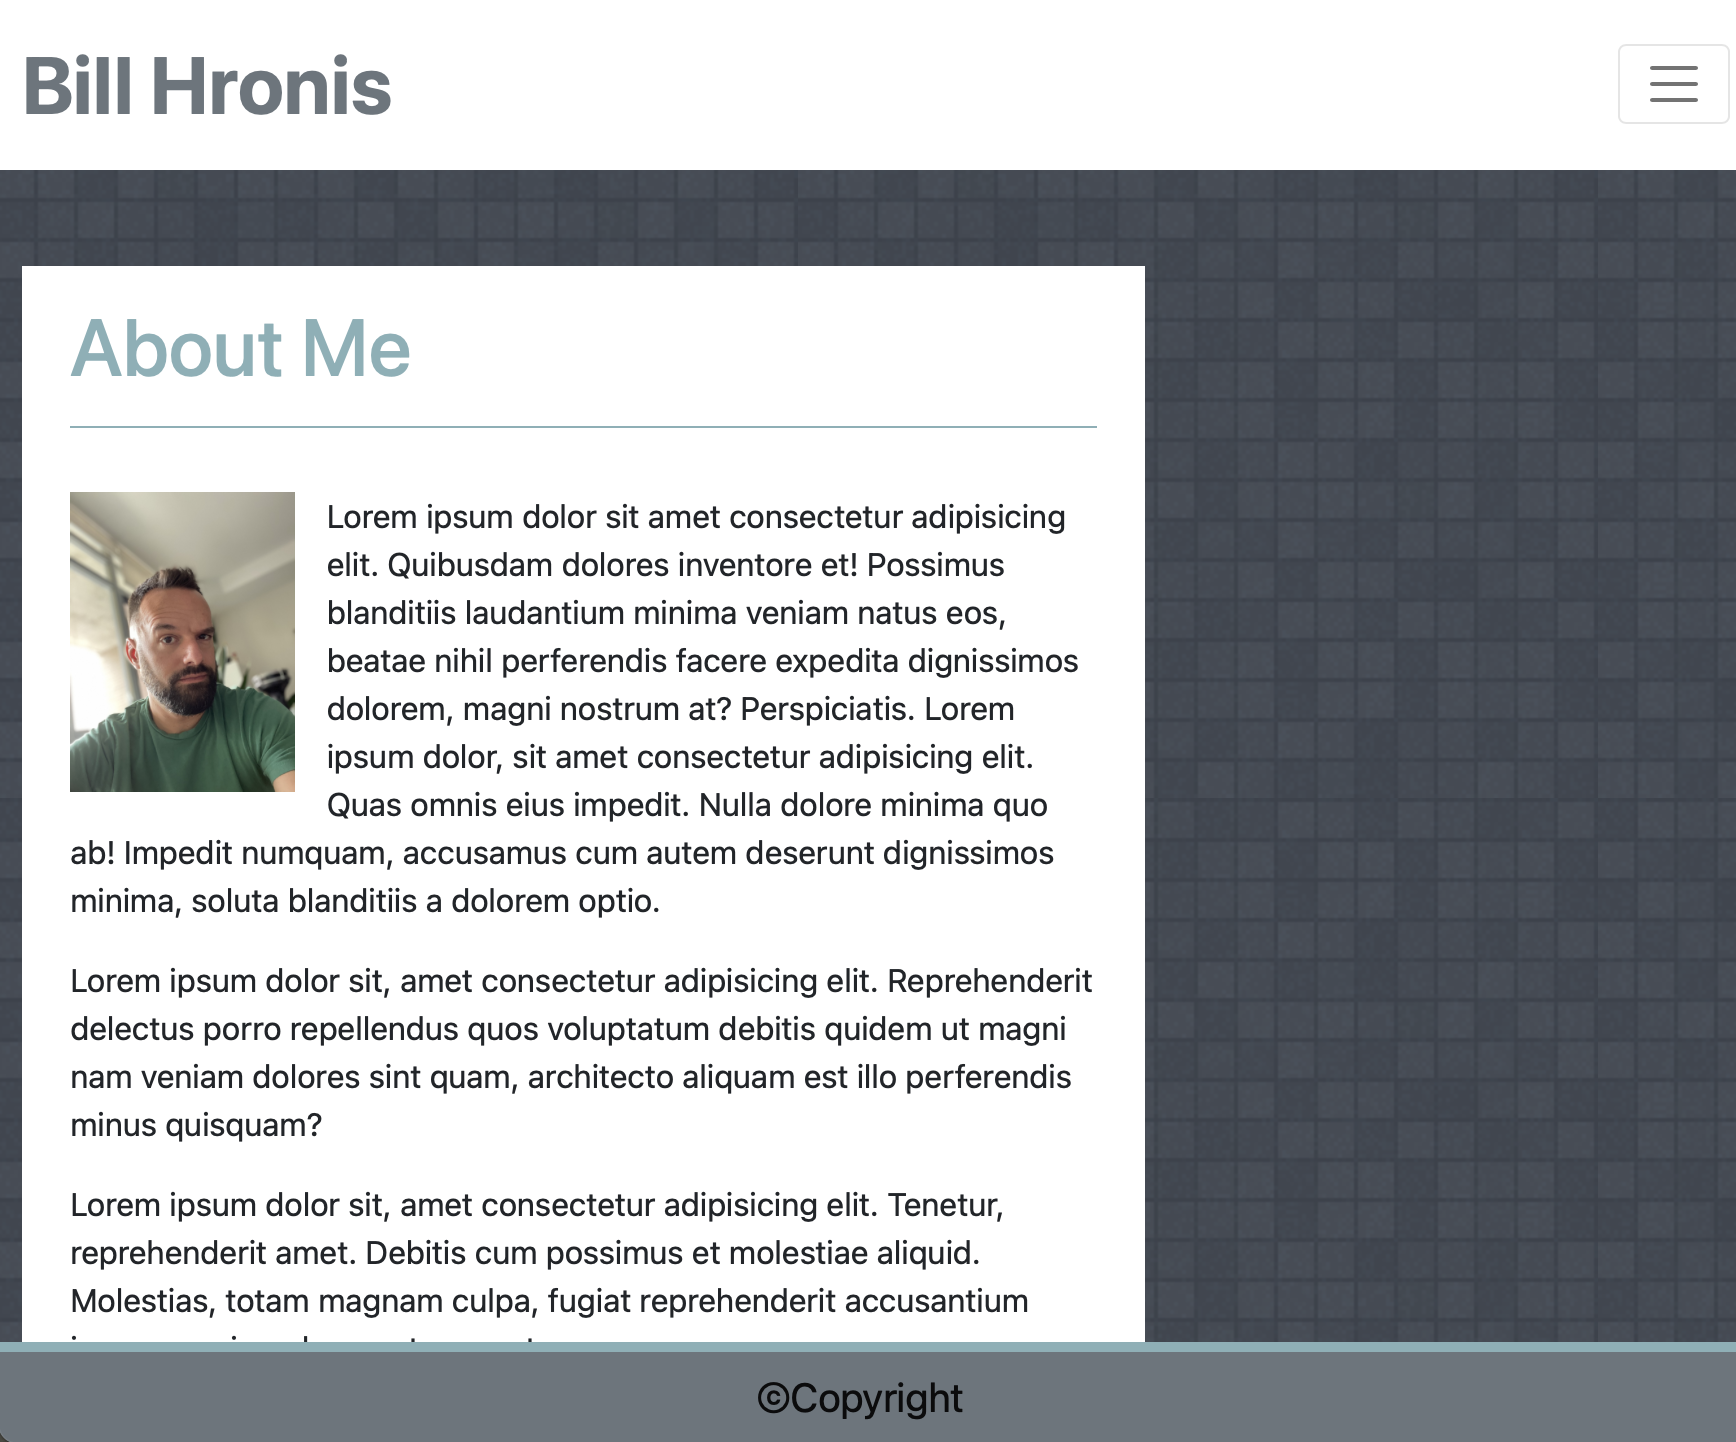 Bill Hronis
About Me
Lorem ipsum dolor sit amet consectetur adipisicing
elit. Quibusdam dolores inventore et! Possimus
blanditiis laudantium minima veniam natus eos,
beatae nihil perferendis facere expedita dignissimos
dolorem, magni nostrum at? Perspiciatis. Lorem
ipsum dolor, sit amet consectetur adipisicing elit.
Quas omnis eius impedit. Nulla dolore minima quo
ab! Impedit numquam, accusamus cum autem deserunt dignissimos
minima, soluta blanditiis a dolorem optio.
Lorem ipsum dolor sit, amet consectetur adipisicing elit. Reprehenderit
delectus porro repellendus quos voluptatum debitis quidem ut magni
nam veniam dolores sint quam, architecto aliquam est illo perferendis
minus quisquam?
Lorem ipsum dolor sit, amet consectetur adipisicing elit. Tenetur,
reprehenderit amet. Debitis cum possimus et molestiae aliquid.
Molestias, totam magnam culpa, fugiat reprehenderit accusantium
©Copyright